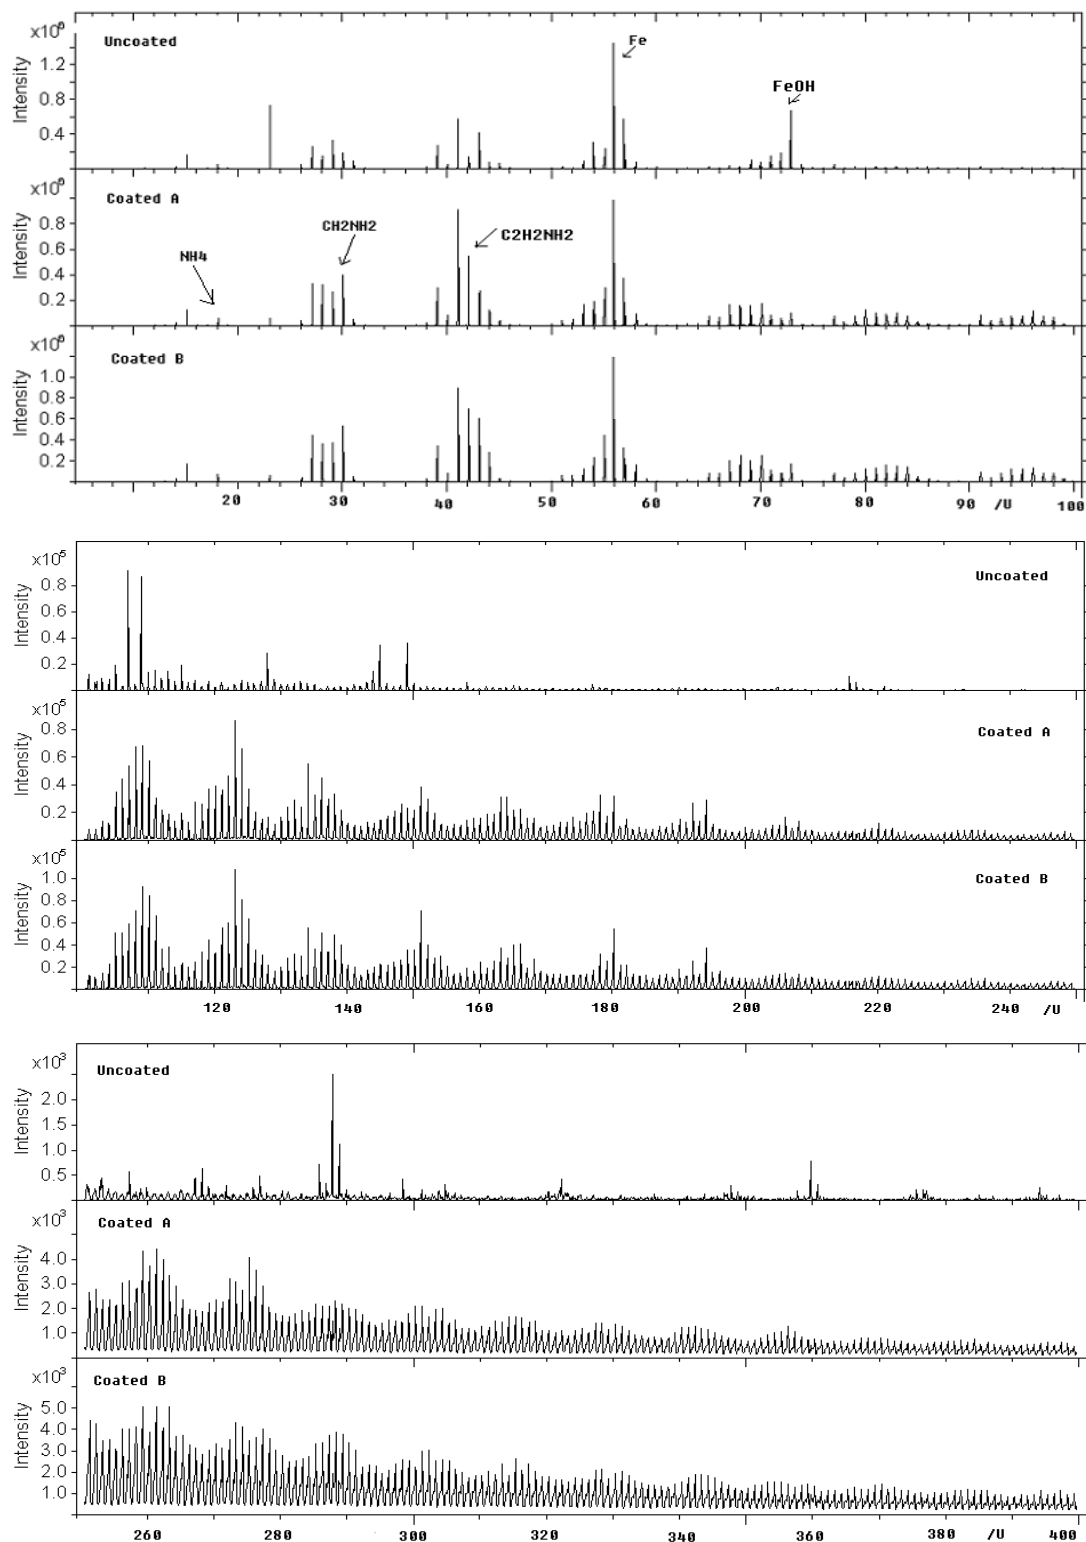 x10⁶
Uncoated
Fe
FeOH
1.2
0.8
0.4
Intensity
x10⁶
Coated A
NH4
CH2NH2
C2H2NH2
0.8
0.6
0.4
0.2
Intensity
x10⁶
Coated B
1.0
0.8
0.6
0.4
0.2
Intensity
20 30 40 50 60 70 80 90 /U 100
x10⁵
Uncoated
0.8
0.6
0.4
0.2
Intensity
x10⁵
Coated A
0.8
0.6
0.4
0.2
Intensity
x10⁵
Coated B
1.0
0.8
0.6
0.4
0.2
Intensity
120 140 160 180 200 220 240 /U
x10³
Uncoated
2.0
1.5
1.0
0.5
Intensity
x10³
Coated A
4.0
3.0
2.0
1.0
Intensity
x10³
Coated B
5.0
4.0
3.0
2.0
1.0
Intensity
260 280 300 320 340 360 380 /U 400